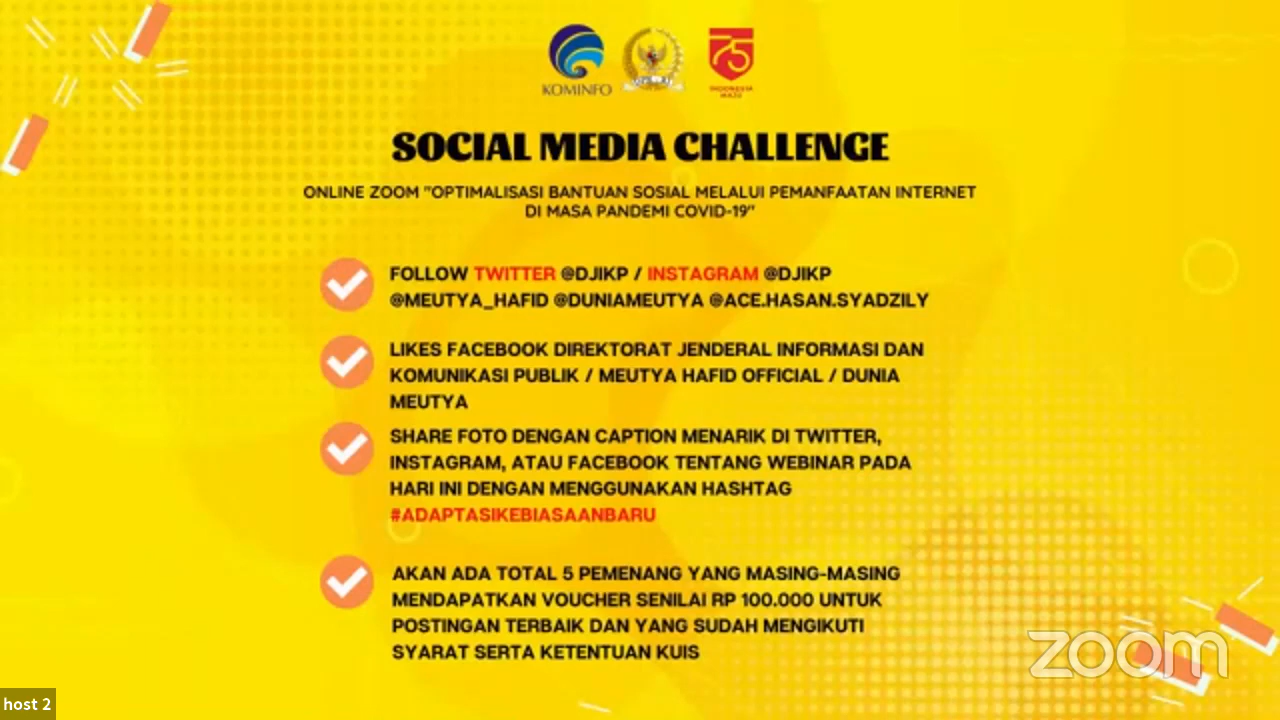 KOMINFO
75
INDONESIA
MAJU
SOCIAL MEDIA CHALLENGE
ONLINE ZOOM "OPTIMALISASI BANTUAN SOSIAL MELALUI PEMANFAATAN INTERNET
DI MASA PANDEMI COVID-19"
FOLLOW TWITTER @DJIKP / INSTAGRAM @DJIKP
@MEUTYA_HAFID @DUNIAMEUTYA @ACE.HASAN.SYADZILY
LIKES FACEBOOK DIREKTORAT JENDERAL INFORMASI DAN
KOMUNIKASI PUBLIK / MEUTYA HAFID OFFICIAL / DUNIA
MEUTYA
SHARE FOTO DENGAN CAPTION MENARIK DI TWITTER,
INSTAGRAM, ATAU FACEBOOK TENTANG WEBINAR PADA
HARI INI DENGAN MENGGUNAKAN HASHTAG
#ADAPTASIKEBIASAANBARU
AKAN ADA TOTAL 5 PEMENANG YANG MASING-MASING
MENDAPATKAN VOUCHER SENILAI RP 100.000 UNTUK
POSTINGAN TERBAIK DAN YANG SUDAH MENGIKUTI
SYARAT SERTA KETENTUAN KUIS
zoom
host 2